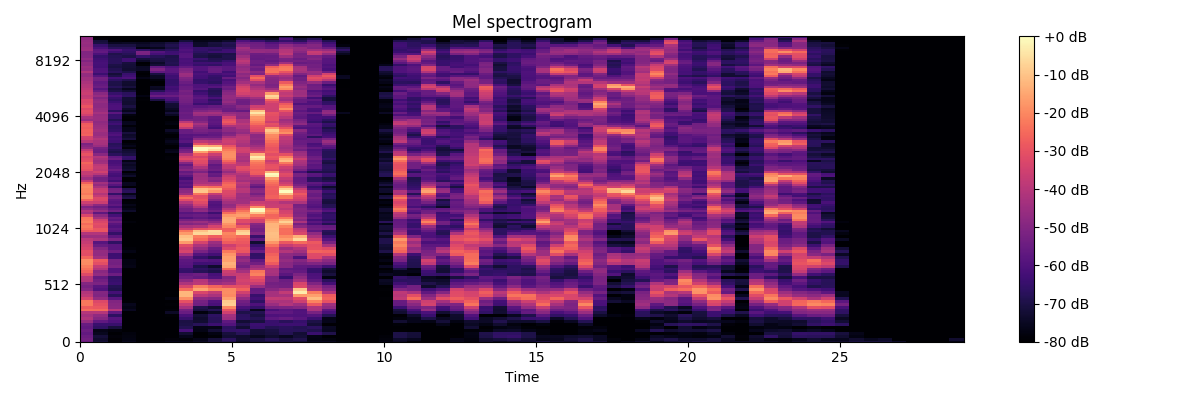 Mel spectrogram
8192
4096
2048
1024
512
0
Hz
0 5 10 15 20 25
Time
+0 dB
-10 dB
-20 dB
-30 dB
-40 dB
-50 dB
-60 dB
-70 dB
-80 dB